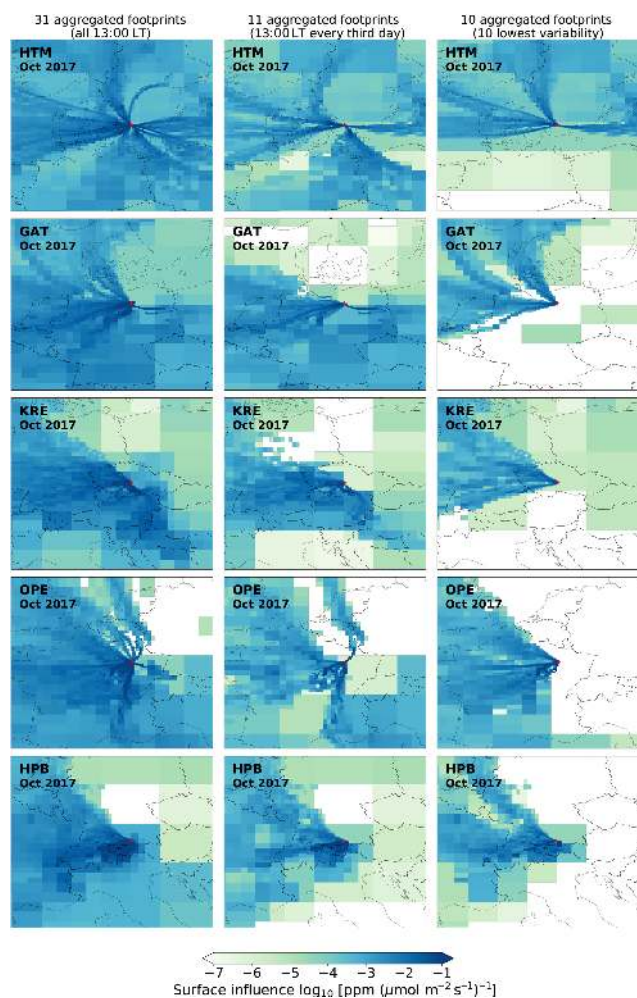 31 aggregated footprints
(all 13:00 LT)
11 aggregated footprints
(13:00 LT every third day)
10 aggregated footprints
(10 lowest variability)
HTM
Oct 2017
HTM
Oct 2017
HTM
Oct 2017
GAT
Oct 2017
GAT
Oct 2017
GAT
Oct 2017
KRE
Oct 2017
KRE
Oct 2017
KRE
Oct 2017
OPE
Oct 2017
OPE
Oct 2017
OPE
Oct 2017
HPB
Oct 2017
HPB
Oct 2017
HPB
Oct 2017
−7 −6 −5 −4 −3 −2 −1
Surface influence log₁₀ [ppm (μmol m⁻² s⁻¹)⁻¹)